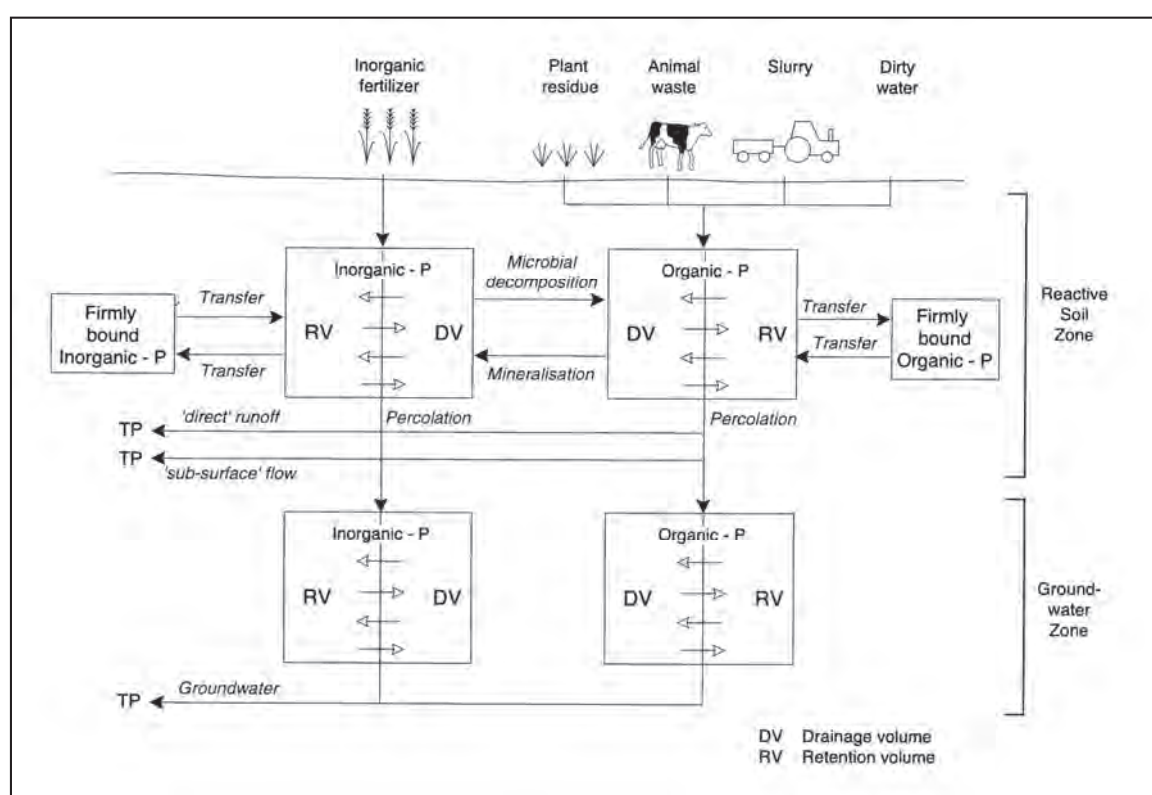 Inorganic
fertilizer
Plant
residue
Animal
waste
Slurry
Dirty
water
Inorganic - P
RV
DV
Microbial
decomposition
Mineralisation
Organic - P
DV
RV
Firmly
bound
Inorganic - P
Transfer
Transfer
Transfer
Transfer
Firmly
bound
Organic - P
Reactive
Soil
Zone
'direct' runoff
Percolation
Percolation
TP
TP
'sub-surface' flow
Inorganic - P
RV
DV
Organic - P
DV
RV
Ground-
water
Zone
Groundwater
TP
DV Drainage volume
RV Retention volume